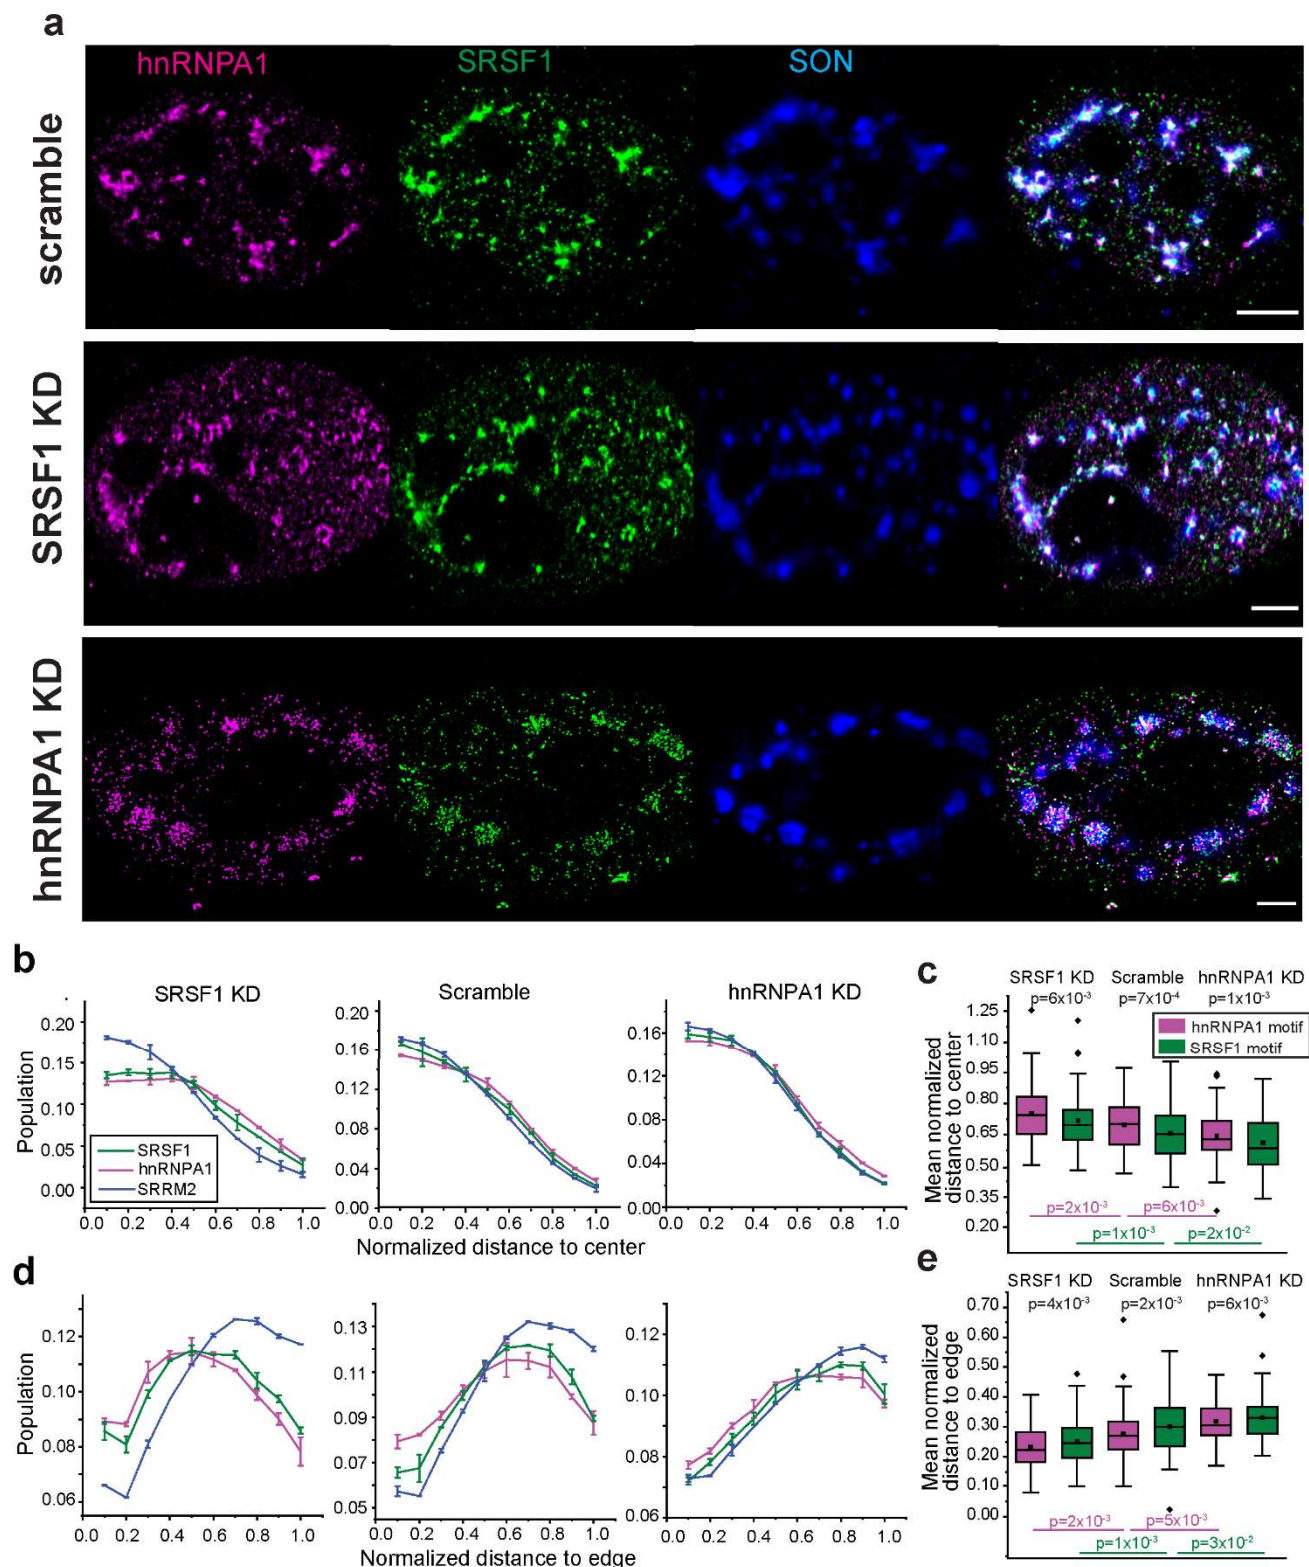 a
hnRNPA1 SRSF1 SON
scramble
SRSF1 KD
hnRNPA1 KD
b
SRSF1 KD Scramble hnRNPA1 KD
Population
0.20
0.15
0.10
0.05
0.00
SRSF1
hnRNPA1
SRRM2
0.0 0.2 0.4 0.6 0.8 1.0
0.20
0.16
0.12
0.08
0.04
0.00
0.0 0.2 0.4 0.6 0.8 1.0
0.16
0.12
0.08
0.04
0.00
0.0 0.2 0.4 0.6 0.8 1.0
Normalized distance to center
c
SRSF1 KD Scramble hnRNPA1 KD
p=6x10⁻³ p=7x10⁻⁴ p=1x10⁻³
hnRNPA1 motif
SRSF1 motif
Mean normalized
distance to center
1.25
1.10
0.95
0.80
0.65
0.50
0.35
0.20
p=2x10⁻³ p=6x10⁻³
p=1x10⁻³ p=2x10⁻²
d
Population
0.12
0.10
0.08
0.06
0.0 0.2 0.4 0.6 0.8 1.0
0.13
0.11
0.09
0.07
0.05
0.0 0.2 0.4 0.6 0.8 1.0
0.12
0.10
0.08
0.06
0.0 0.2 0.4 0.6 0.8 1.0
Normalized distance to edge
e
SRSF1 KD Scramble hnRNPA1 KD
p=4x10⁻³ p=2x10⁻³ p=6x10⁻³
Mean normalized
distance to edge
0.70
0.60
0.50
0.40
0.30
0.20
0.10
0.00
p=2x10⁻³ p=5x10⁻³
p=1x10⁻³ p=3x10⁻²